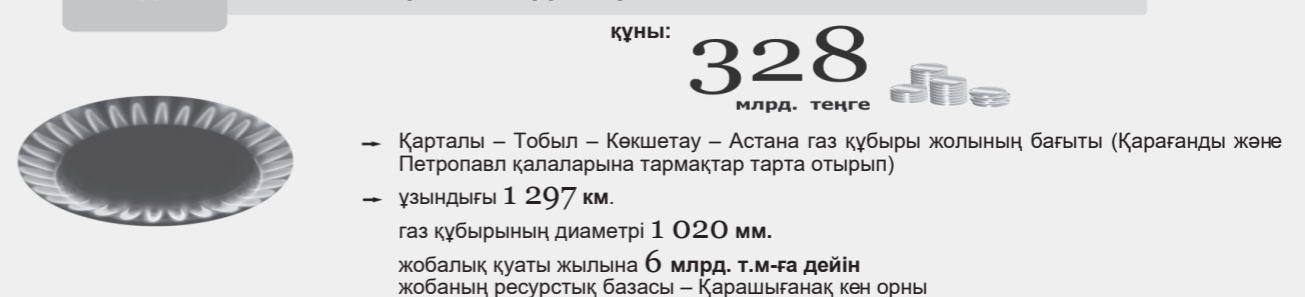 құны:
328
млрд. теңге
→ Қарталы – Тобыл – Көкшетау – Астана газ құбыры жолының бағыты (Қарағанды және
Петропавл қалаларына тармақтар тарта отырып)
→ ұзындығы 1 297 км.
газ құбырының диаметрі 1 020 мм.
жобалық қуаты жылына 6 млрд. т.м-ға дейін
жобаның ресурстық базасы – Қарашығанақ кен орны